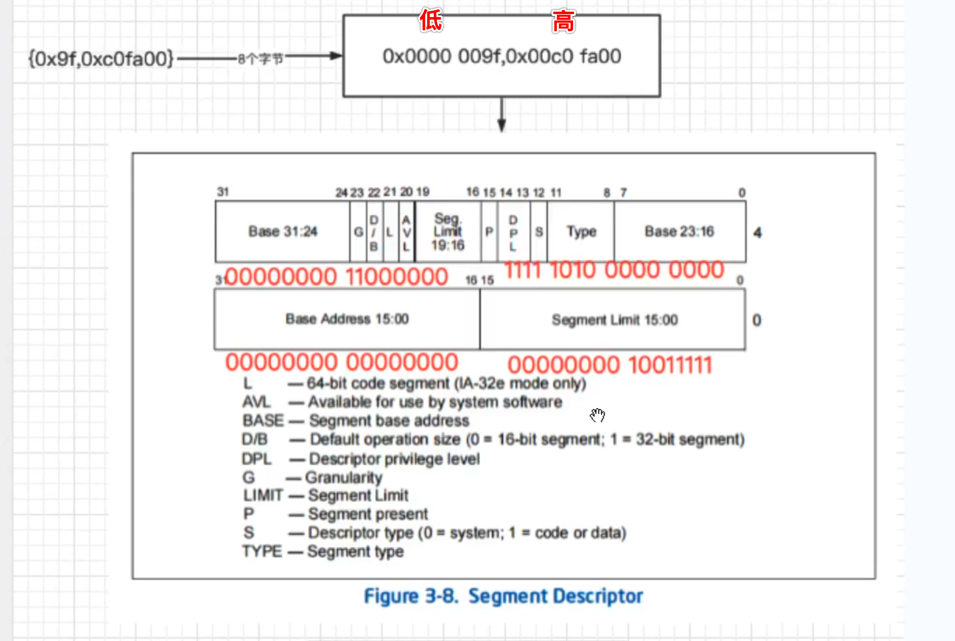 低 高
{0x9f,0xc0fa00} 8个字节 0x0000 009f,0x00c0 fa00
31 24 23 22 21 20 19 16 15 14 13 12 11 8 7 0
Base 31:24 G D/B L AVL Seg. Limit 19:16 P DPL S Type Base 23:16 4
00000000 11000000 1111 1010 0000 0000
31 16 15 0
Base Address 15:00 Segment Limit 15:00 0
00000000 00000000 00000000 10011111
L — 64-bit code segment (IA-32e mode only)
AVL — Available for use by system software
BASE — Segment base address
D/B — Default operation size (0 = 16-bit segment; 1 = 32-bit segment)
DPL — Descriptor privilege level
G — Granularity
LIMIT — Segment Limit
P — Segment present
S — Descriptor type (0 = system; 1 = code or data)
TYPE — Segment type
Figure 3-8. Segment Descriptor